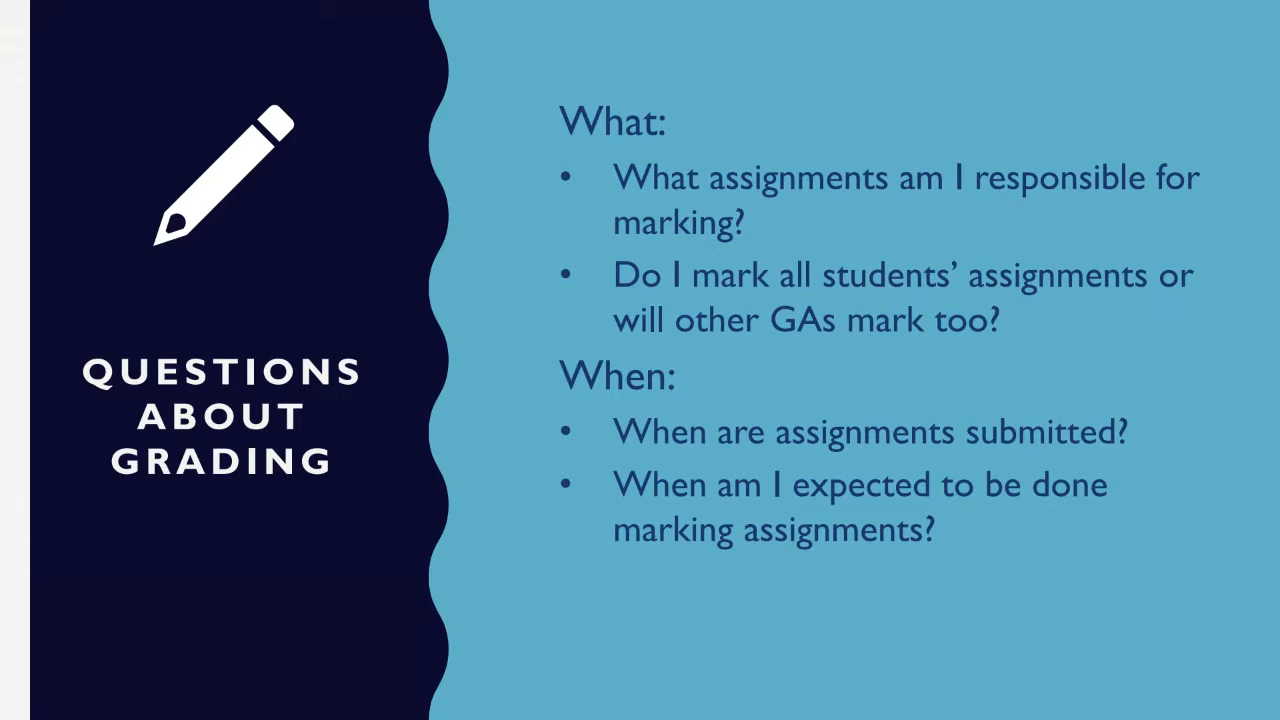 QUESTIONS
ABOUT
GRADING
What:
• What assignments am I responsible for
marking?
• Do I mark all students’ assignments or
will other GAs mark too?
When:
• When are assignments submitted?
• When am I expected to be done
marking assignments?